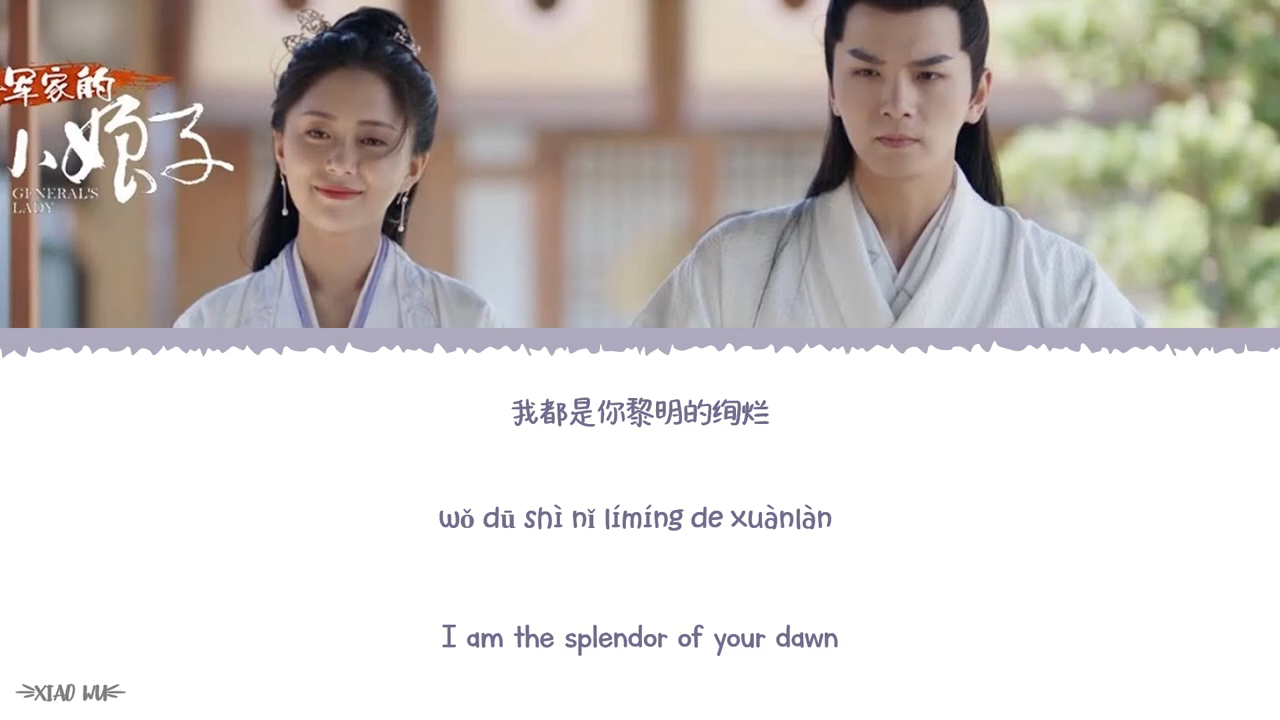 军家的
小娘子
GENERAL'S
LADY
我都是你黎明的绚烂
wǒ dū shì nǐ límíng de xuànlàn
I am the splendor of your dawn
XIAO WU